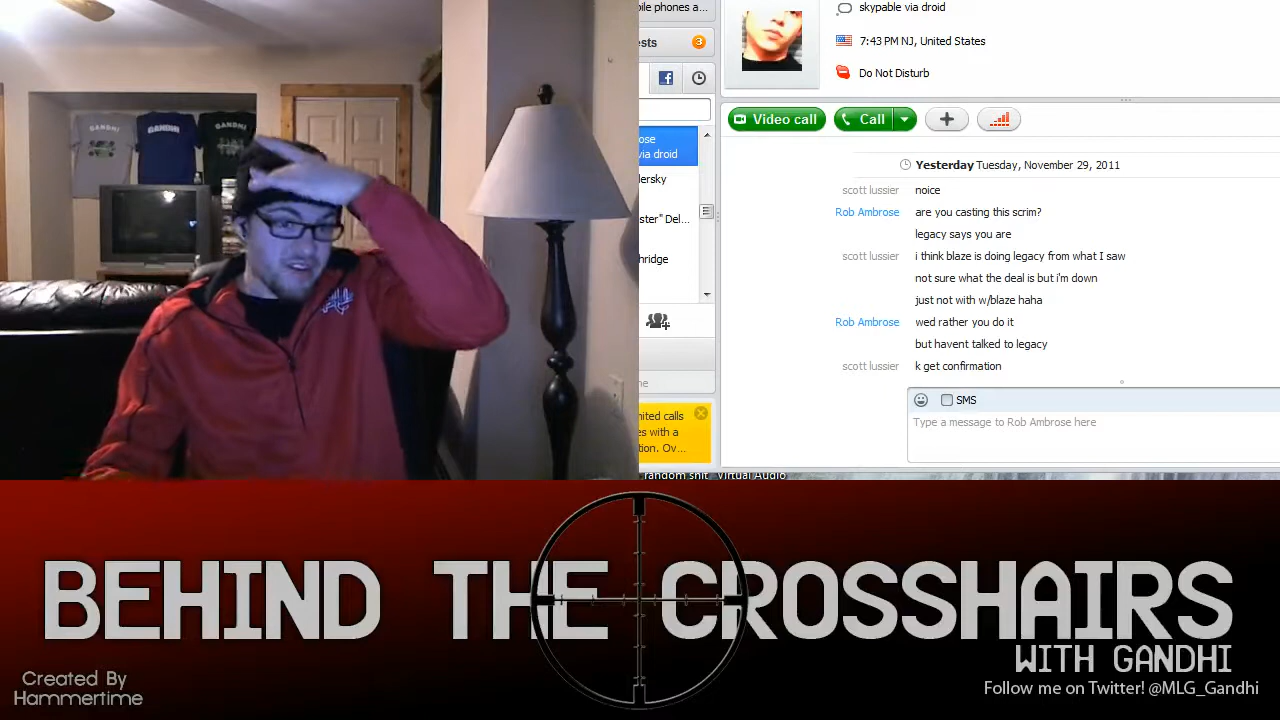 GANDHI
GANDHI
GANDHI
bile phones a...
ests
3
ose
via droid
lersky
ster" Del...
hridge
ne
nited calls
es with a
tion. Ov...
skypable via droid
7:43 PM NJ, United States
Do Not Disturb
Video call
Call
Yesterday Tuesday, November 29, 2011
scott lussier noice
Rob Ambrose are you casting this scrim?
legacy says you are
scott lussier i think blaze is doing legacy from what I saw
not sure what the deal is but i'm down
just not with w/blaze haha
Rob Ambrose wed rather you do it
but havent talked to legacy
scott lussier k get confirmation
SMS
Type a message to Rob Ambrose here
random shit Virtual Audio
BEHIND THE CROSSHAIRS
WITH GANDHI
Created By
Hammertime
Follow me on Twitter! @MLG_Gandhi